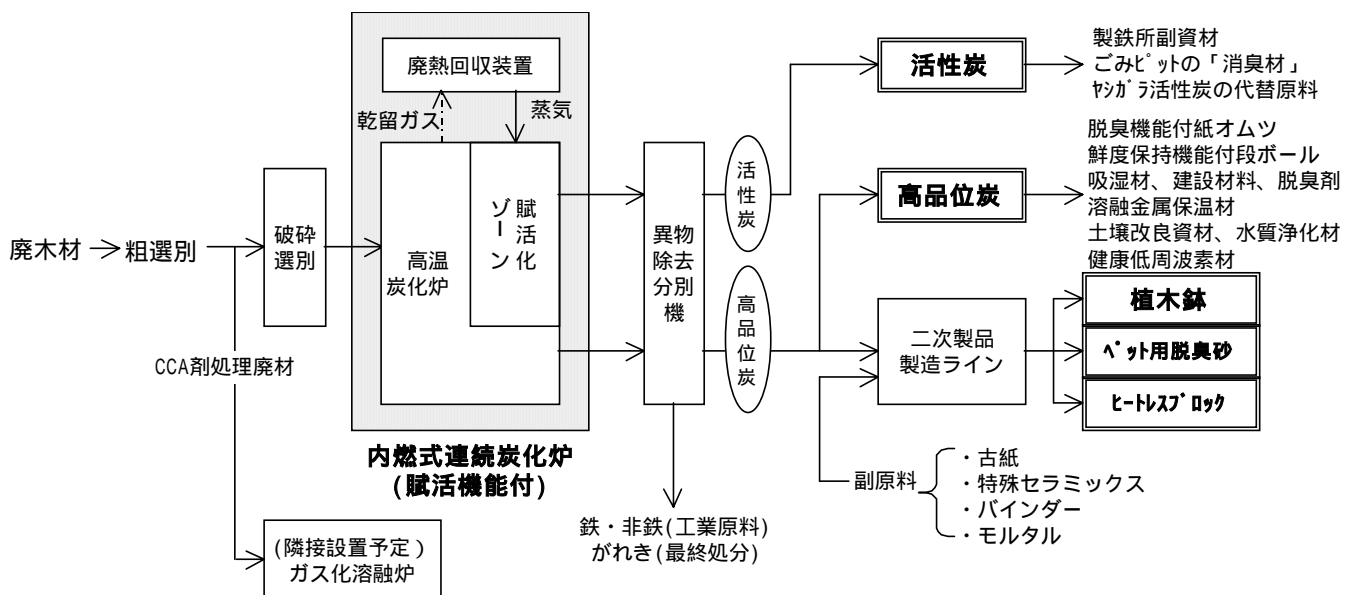 廃木材
粗選別
CCA剤処理廃材
(隣接設置予定)
ガス化溶融炉
破砕
選別
廃熱回収装置
乾留ガス
蒸気
高温
炭化炉
賦活化
ゾーン
内燃式連続炭化炉
(賦活機能付)
異物
除去
分別
機
鉄・非鉄(工業原料)
がれき(最終処分)
活性炭
高品位炭
活性炭
製鉄所副資材
ごみﾋﾟｯﾄの「消臭材」
ﾔｼｶﾞﾗ活性炭の代替原料
高品位炭
脱臭機能付紙オムツ
鮮度保持機能付段ボール
吸湿材、建設材料、脱臭剤
溶融金属保温材
土壌改良資材、水質浄化材
健康低周波素材
二次製品
製造ライン
植木鉢
ﾍﾟｯﾄ用脱臭砂
ﾋｰﾄﾚｽﾌﾞﾛｯｸ
副原料
・古紙
・特殊セラミックス
・バインダー
・モルタル